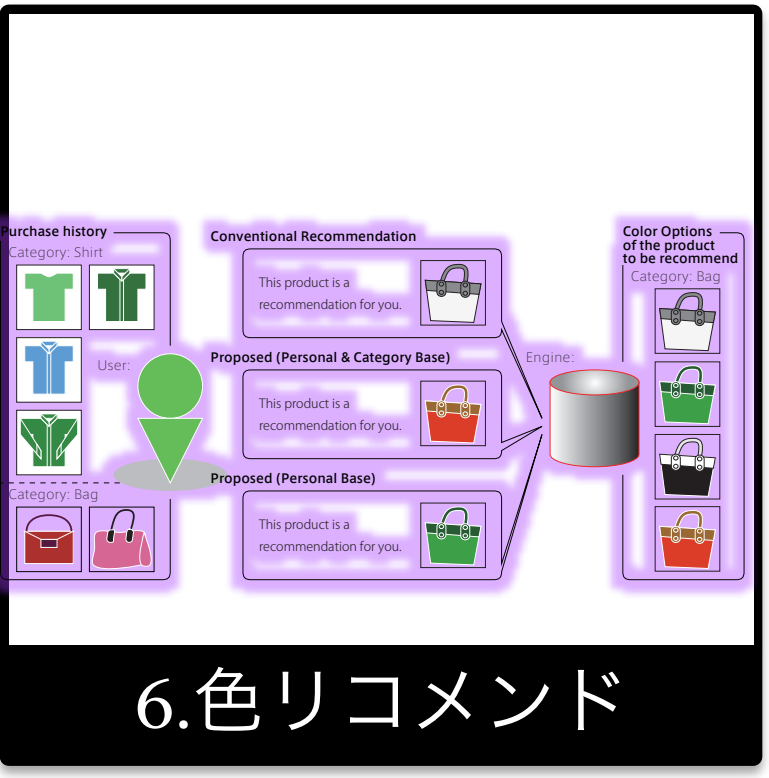 Purchase history
Category: Shirt
User:
Category: Bag
Conventional Recommendation
This product is a
recommendation for you.
Proposed (Personal & Category Base)
This product is a
recommendation for you.
Proposed (Personal Base)
This product is a
recommendation for you.
Engine:
Color Options
of the product
to be recommend
Category: Bag
6.色リコメンド